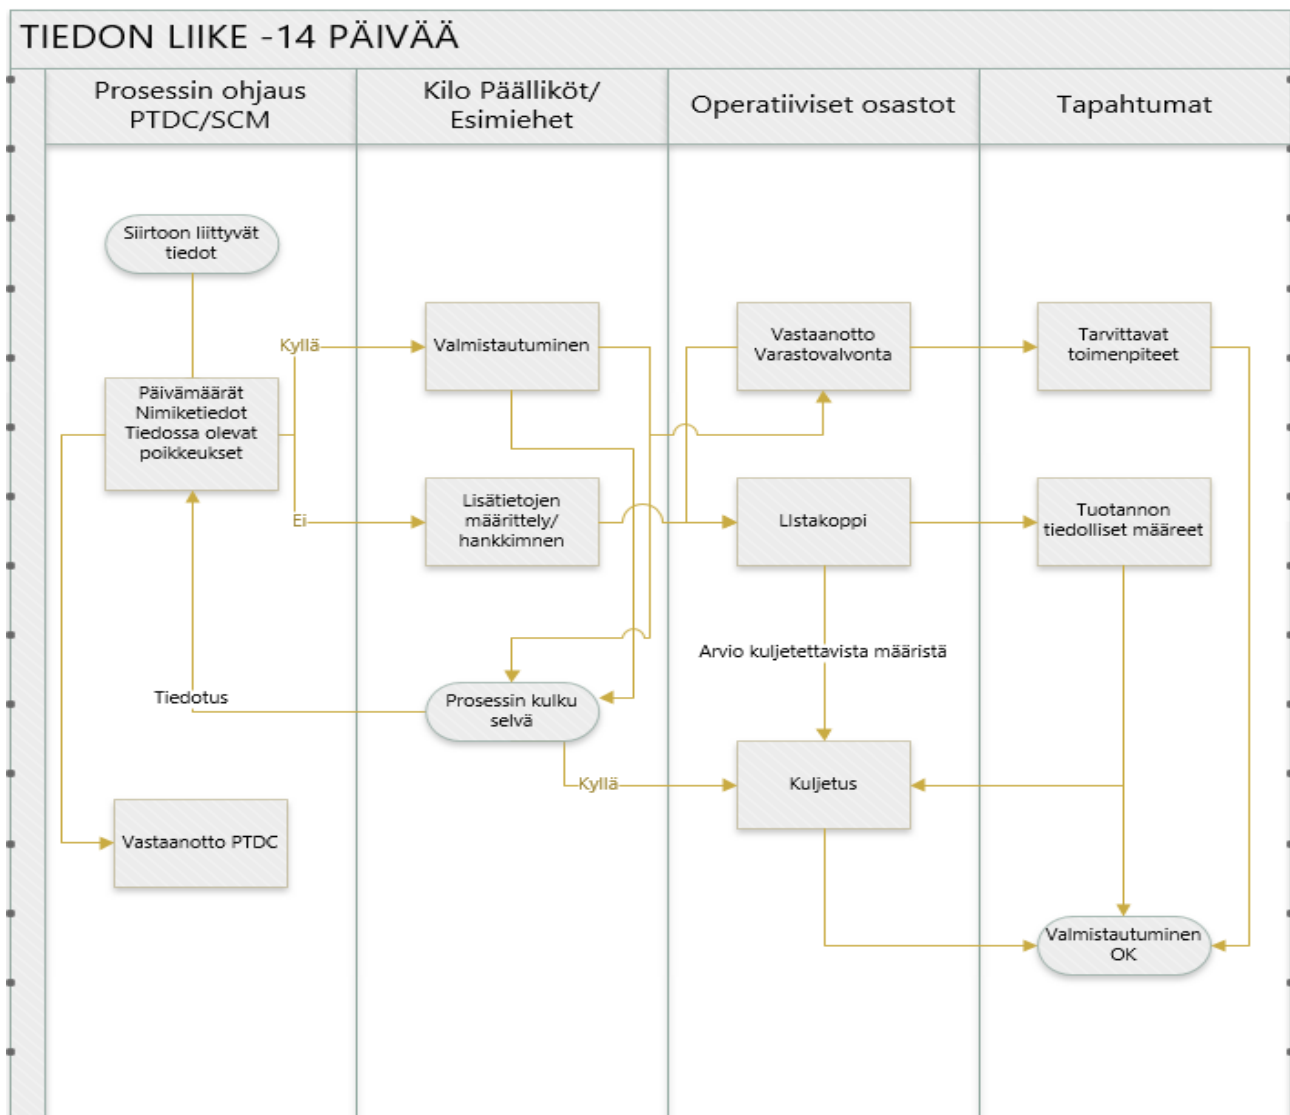 TIEDON LIIKE -14 PÄIVÄÄ
Prosessin ohjaus
PTDC/SCM
Kilo Päälliköt/
Esimiehet
Operatiiviset osastot
Tapahtumat
Siirtoon liittyvät
tiedot
Kyllä
Valmistautuminen
Vastaanotto
Varastovalvonta
Tarvittavat
toimenpiteet
Päivämäärät
Nimiketiedot
Tiedossa olevat
poikkeukset
Ei
Lisätietojen
määrittely/
hankkimnen
LIstakoppi
Tuotannon
tiedolliset määreet
Arvio kuljetettavista määristä
Tiedotus
Prosessin kulku
selvä
Kyllä
Kuljetus
Vastaanotto PTDC
Valmistautuminen
OK